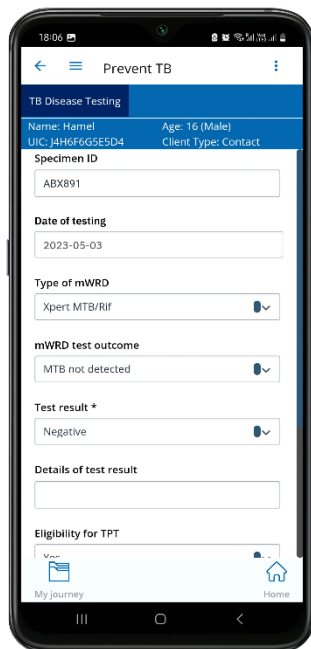 18:06
Prevent TB
TB Disease Testing
Name: Hamel Age: 16 (Male)
UIC: J4H6F6G5E5D4 Client Type: Contact
Specimen ID
ABX891
Date of testing
2023-05-03
Type of mWRD
Xpert MTB/Rif
mWRD test outcome
MTB not detected
Test result *
Negative
Details of test result
Eligibility for TPT
Yes
My journey Home